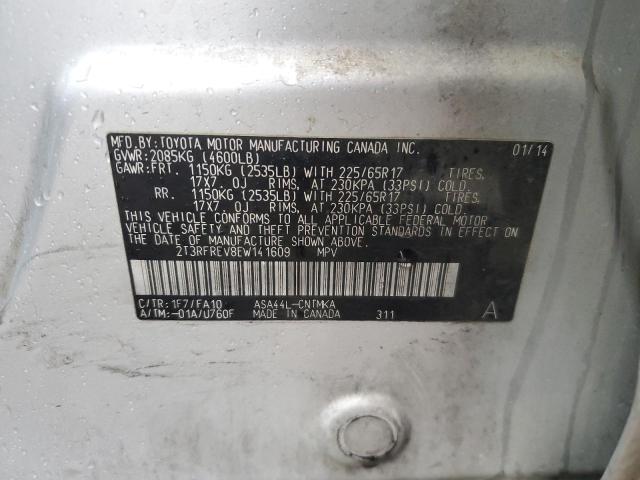 MFD.BY:TOYOTA MOTOR MANUFACTURING CANADA INC. 01/14
GVWR:2085KG (4600LB)
GAWR:FRT. 1150KG (2535LB) WITH 225/65R17 TIRES,
17X7.0J RIMS, AT 230KPA (33PSI) COLD.
RR. 1150KG (2535LB) WITH 225/65R17 TIRES,
17X7.0J RIMS, AT 230KPA (33PSI) COLD.
THIS VEHICLE CONFORMS TO ALL APPLICABLE FEDERAL MOTOR
VEHICLE SAFETY, BUMPER, AND THEFT PREVENTION STANDARDS IN EFFECT
ON THE DATE OF MANUFACTURE SHOWN ABOVE.
2T3RFREV8EW141609 MPV
C/TR:1F7/FA10 ASA44L-CNTMKA
A/TM:-01A/U760F MADE IN CANADA 311 A